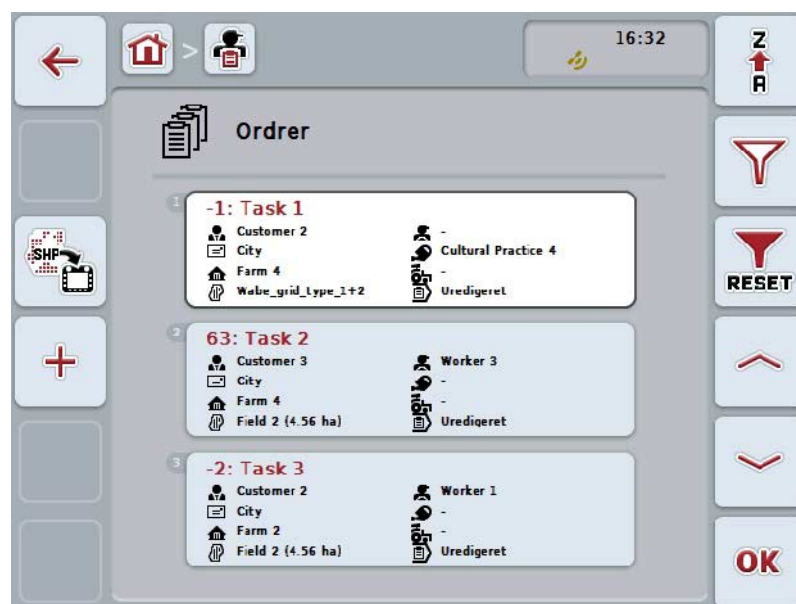 16:32
Z
A
Ordrer
1
-1: Task 1
Customer 2
-
City
Cultural Practice 4
Farm 4
-
Wabe_grid_type_1+2
Uredigeret
SHP
RESET
2
63: Task 2
Customer 3
Worker 3
City
-
Farm 4
-
Field 2 (4.56 ha)
Uredigeret
3
-2: Task 3
Customer 2
Worker 1
City
-
Farm 2
-
Field 2 (4.56 ha)
Uredigeret
OK